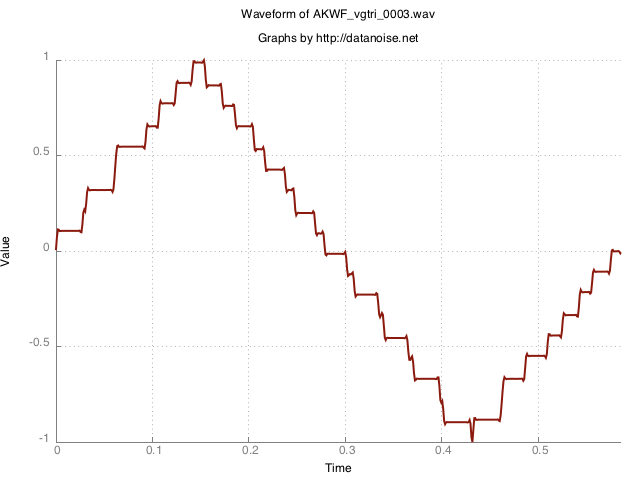 Waveform of AKWF_vgtri_0003.wav
Graphs by http://datanoise.net
1
0.5
0
-0.5
-1
Value
0 0.1 0.2 0.3 0.4 0.5
Time